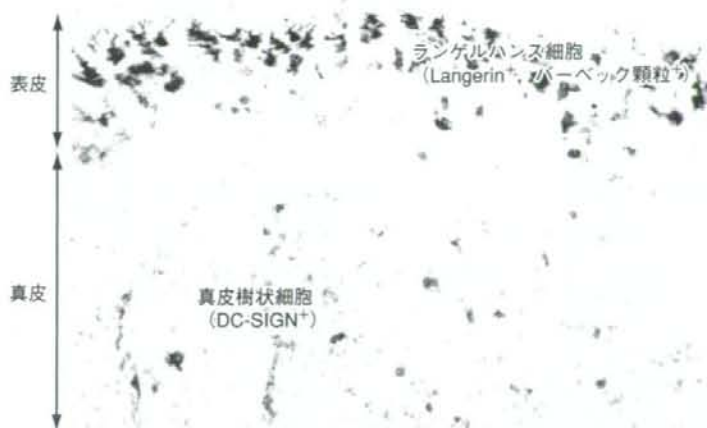 表皮
ランゲルハンス細胞
(Langerin⁺, バーベック顆粒⁺)
真皮
真皮樹状細胞
(DC-SIGN⁺)